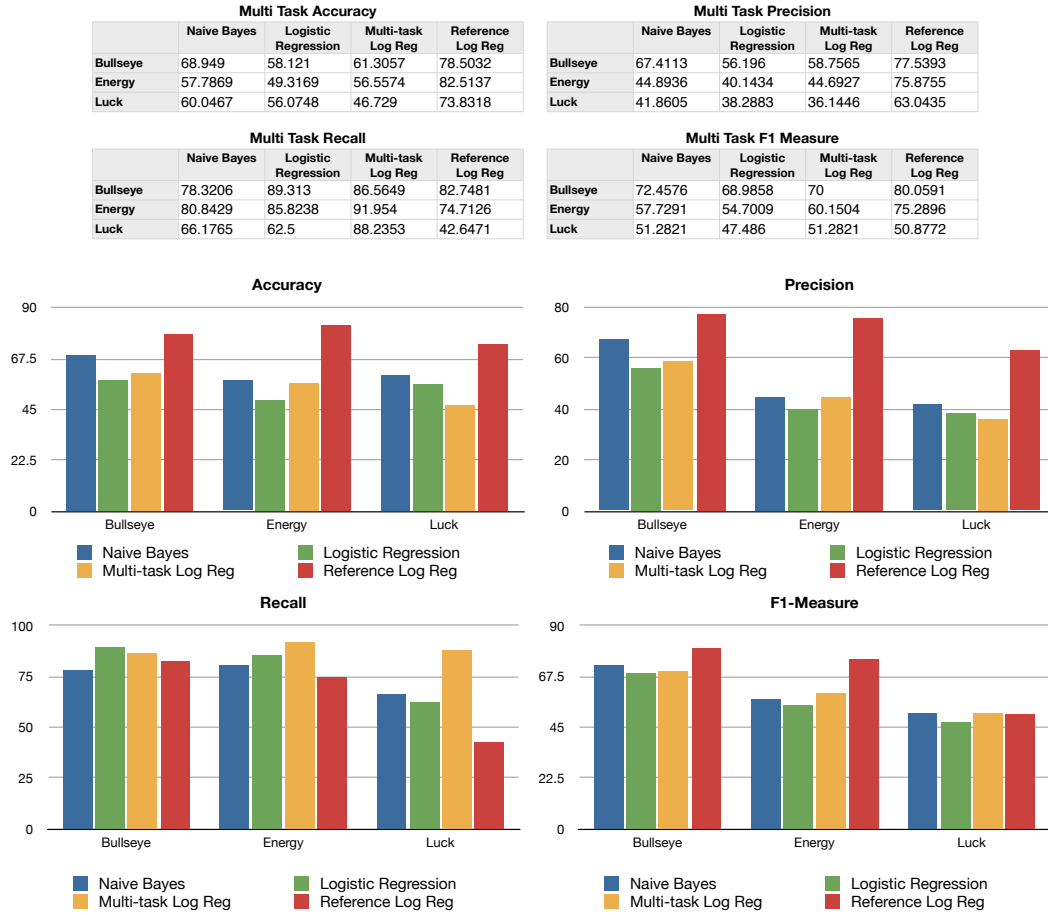 Multi Task Accuracy
Naive Bayes Logistic Regression Multi-task Log Reg Reference Log Reg
Bullseye 68.949 58.121 61.3057 78.5032
Energy 57.7869 49.3169 56.5574 82.5137
Luck 60.0467 56.0748 46.729 73.8318
Multi Task Precision
Naive Bayes Logistic Regression Multi-task Log Reg Reference Log Reg
Bullseye 67.4113 56.196 58.7565 77.5393
Energy 44.8936 40.1434 44.6927 75.8755
Luck 41.8605 38.2883 36.1446 63.0435
Multi Task Recall
Naive Bayes Logistic Regression Multi-task Log Reg Reference Log Reg
Bullseye 78.3206 89.313 86.5649 82.7481
Energy 80.8429 85.8238 91.954 74.7126
Luck 66.1765 62.5 88.2353 42.6471
Multi Task F1 Measure
Naive Bayes Logistic Regression Multi-task Log Reg Reference Log Reg
Bullseye 72.4576 68.9858 70 80.0591
Energy 57.7291 54.7009 60.1504 75.2896
Luck 51.2821 47.486 51.2821 50.8772
Accuracy
90
67.5
45
22.5
0
Bullseye Energy Luck
Naive Bayes Logistic Regression
Multi-task Log Reg Reference Log Reg
Precision
80
60
40
20
0
Bullseye Energy Luck
Naive Bayes Logistic Regression
Multi-task Log Reg Reference Log Reg
Recall
100
75
50
25
0
Bullseye Energy Luck
Naive Bayes Logistic Regression
Multi-task Log Reg Reference Log Reg
F1-Measure
90
67.5
45
22.5
0
Bullseye Energy Luck
Naive Bayes Logistic Regression
Multi-task Log Reg Reference Log Reg